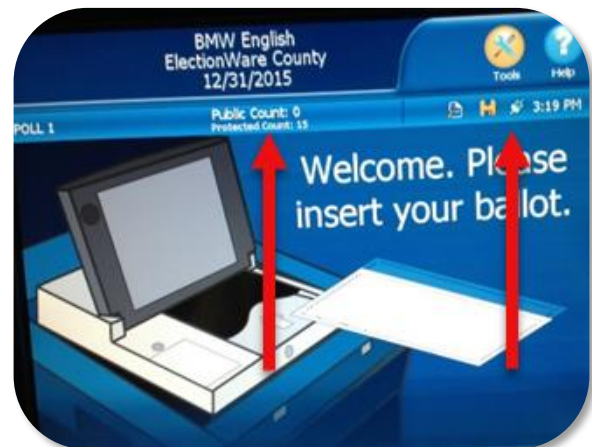 BMW English
ElectionWare County
12/31/2015
Tools
Help
POLL 1
Public Count: 0
Protected Count: 15
3:19 PM
Welcome. Please
insert your ballot.